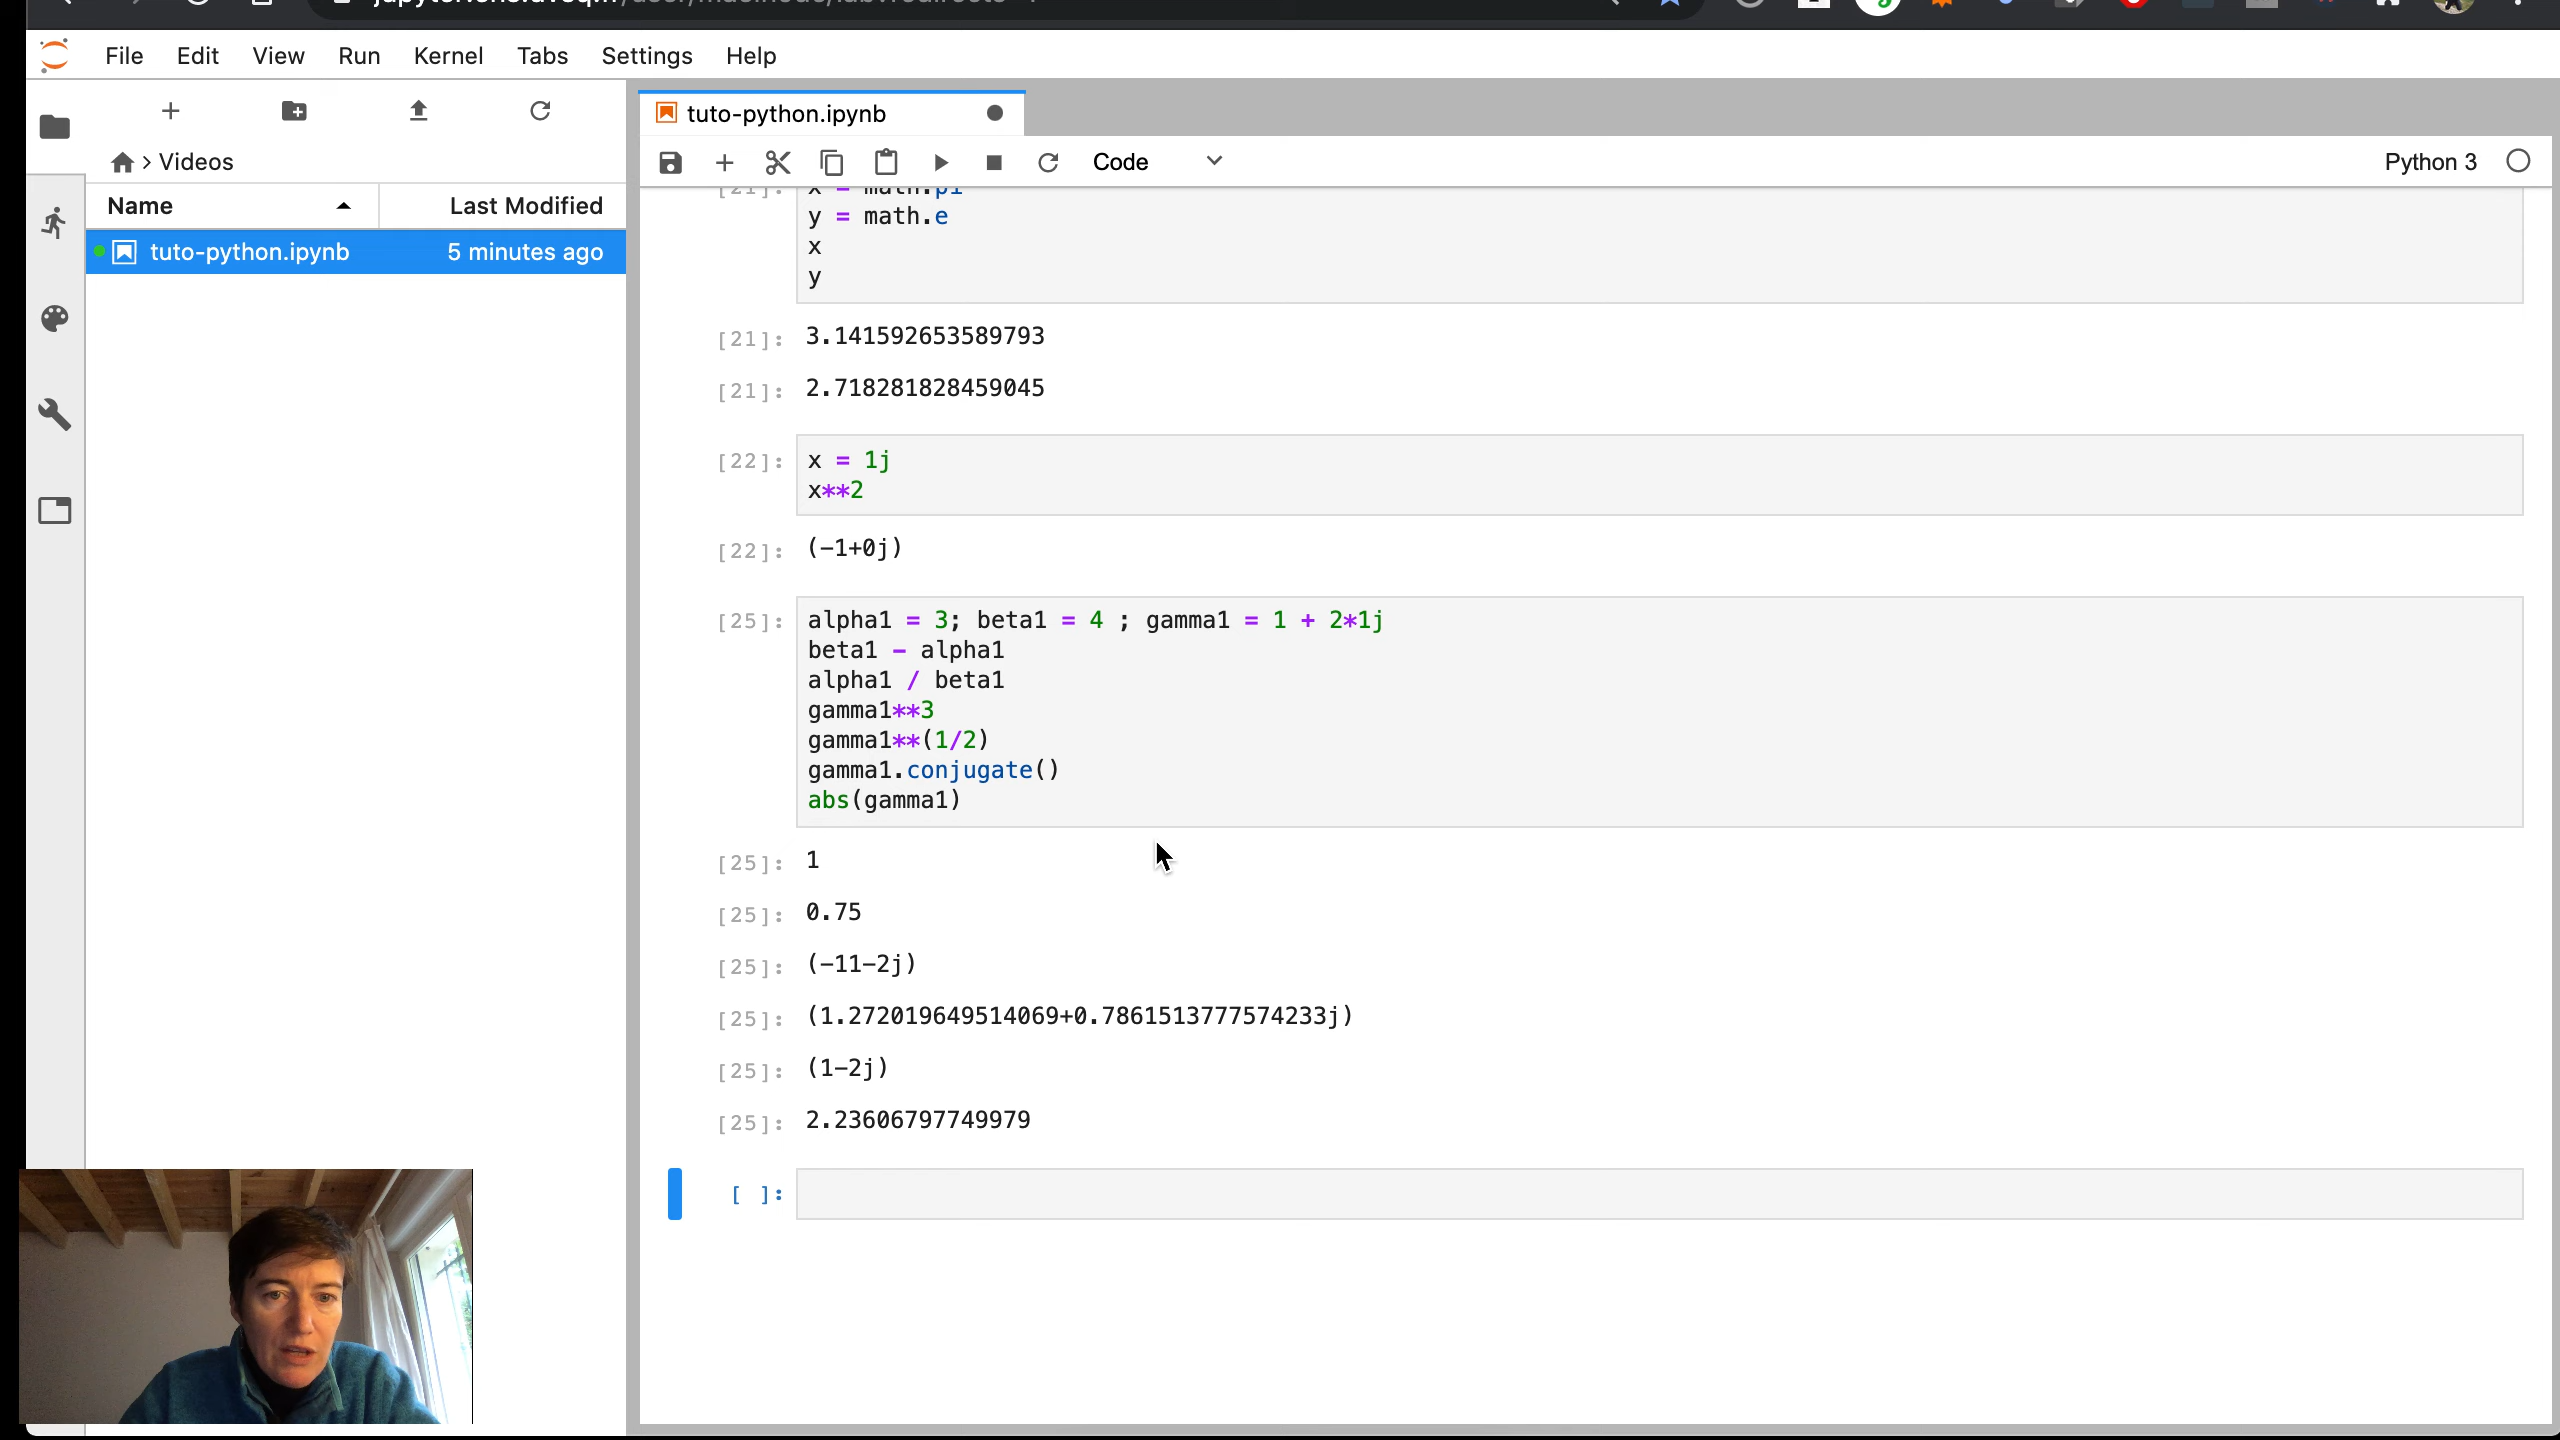 File Edit View Run Kernel Tabs Settings Help
tuto-python.ipynb
Code
Python 3
Videos
Name Last Modified
tuto-python.ipynb 5 minutes ago
[21]: x = math.pi
y = math.e
x
y
[21]: 3.141592653589793
[21]: 2.718281828459045
[22]: x = 1j
x**2
[22]: (-1+0j)
[25]: alpha1 = 3; beta1 = 4 ; gamma1 = 1 + 2*1j
beta1 - alpha1
alpha1 / beta1
gamma1**3
gamma1**(1/2)
gamma1.conjugate()
abs(gamma1)
[25]: 1
[25]: 0.75
[25]: (-11-2j)
[25]: (1.272019649514069+0.7861513777574233j)
[25]: (1-2j)
[25]: 2.23606797749979
[ ]: